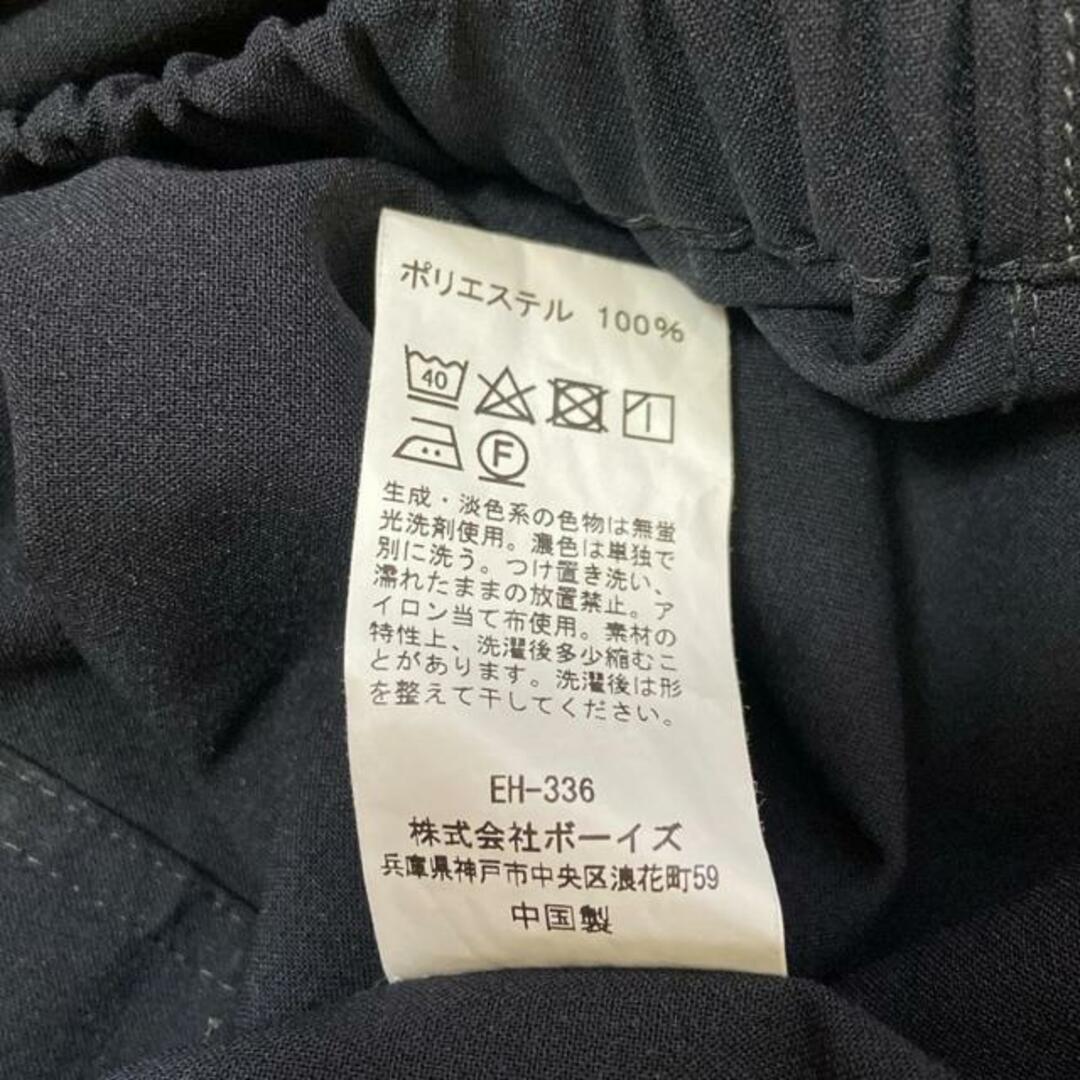 ポリエステル 100%
40
F
生成・淡色系の色物は無蛍
光洗剤使用。濃色は単独で
別に洗う。つけ置き洗い、
濡れたままの放置禁止。ア
イロン当て布使用。素材の
特性上、洗濯後多少縮むこ
とがあります。洗濯後は形
を整えて干してください。
EH-336
株式会社ボーイズ
兵庫県神戸市中央区浪花町59
中国製